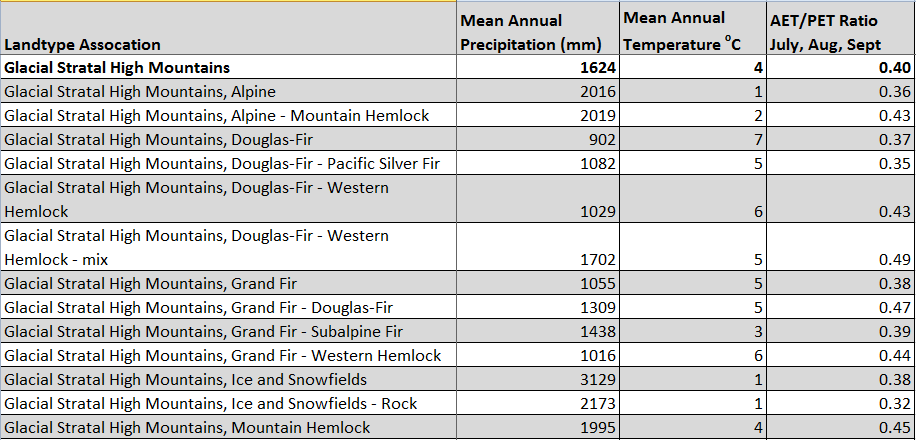 Landtype Assocation Mean Annual Precipitation (mm) Mean Annual Temperature °C AET/PET Ratio July, Aug, Sept
Glacial Stratal High Mountains 1624 4 0.40
Glacial Stratal High Mountains, Alpine 2016 1 0.36
Glacial Stratal High Mountains, Alpine - Mountain Hemlock 2019 2 0.43
Glacial Stratal High Mountains, Douglas-Fir 902 7 0.37
Glacial Stratal High Mountains, Douglas-Fir - Pacific Silver Fir 1082 5 0.35
Glacial Stratal High Mountains, Douglas-Fir - Western
Hemlock 1029 6 0.43
Glacial Stratal High Mountains, Douglas-Fir - Western
Hemlock - mix 1702 5 0.49
Glacial Stratal High Mountains, Grand Fir 1055 5 0.38
Glacial Stratal High Mountains, Grand Fir - Douglas-Fir 1309 5 0.47
Glacial Stratal High Mountains, Grand Fir - Subalpine Fir 1438 3 0.39
Glacial Stratal High Mountains, Grand Fir - Western Hemlock 1016 6 0.44
Glacial Stratal High Mountains, Ice and Snowfields 3129 1 0.38
Glacial Stratal High Mountains, Ice and Snowfields - Rock 2173 1 0.32
Glacial Stratal High Mountains, Mountain Hemlock 1995 4 0.45